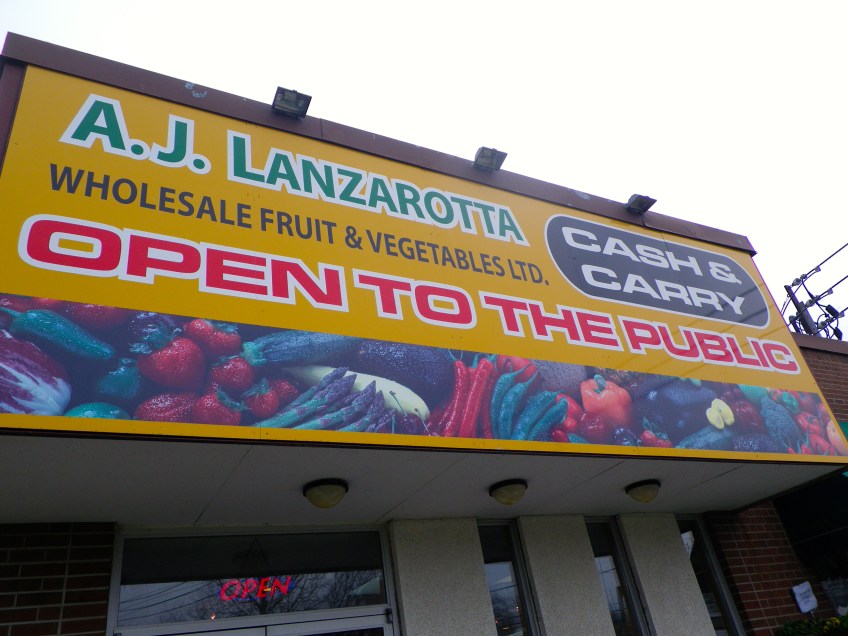 A.J. LANZAROTTA
WHOLESALE FRUIT & VEGETABLES LTD.
CASH &
CARRY
OPEN TO THE PUBLIC
OPEN